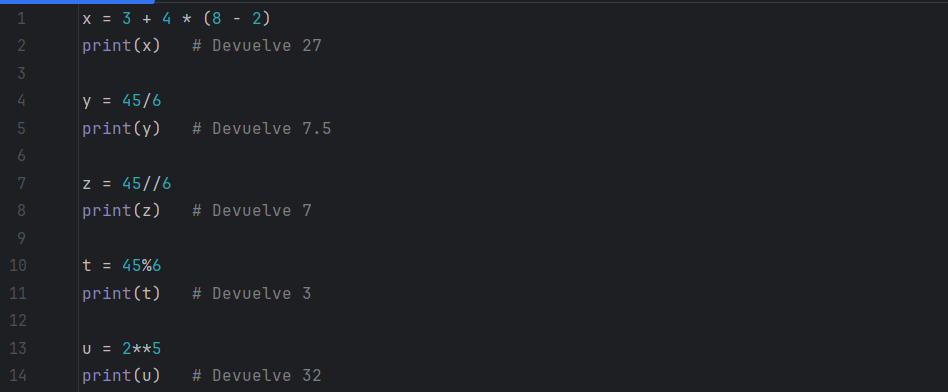 1 x = 3 + 4 * (8 - 2)
2 print(x)   # Devuelve 27
3
4 y = 45/6
5 print(y)   # Devuelve 7.5
6
7 z = 45//6
8 print(z)   # Devuelve 7
9
10 t = 45%6
11 print(t)   # Devuelve 3
12
13 u = 2**5
14 print(u)   # Devuelve 32